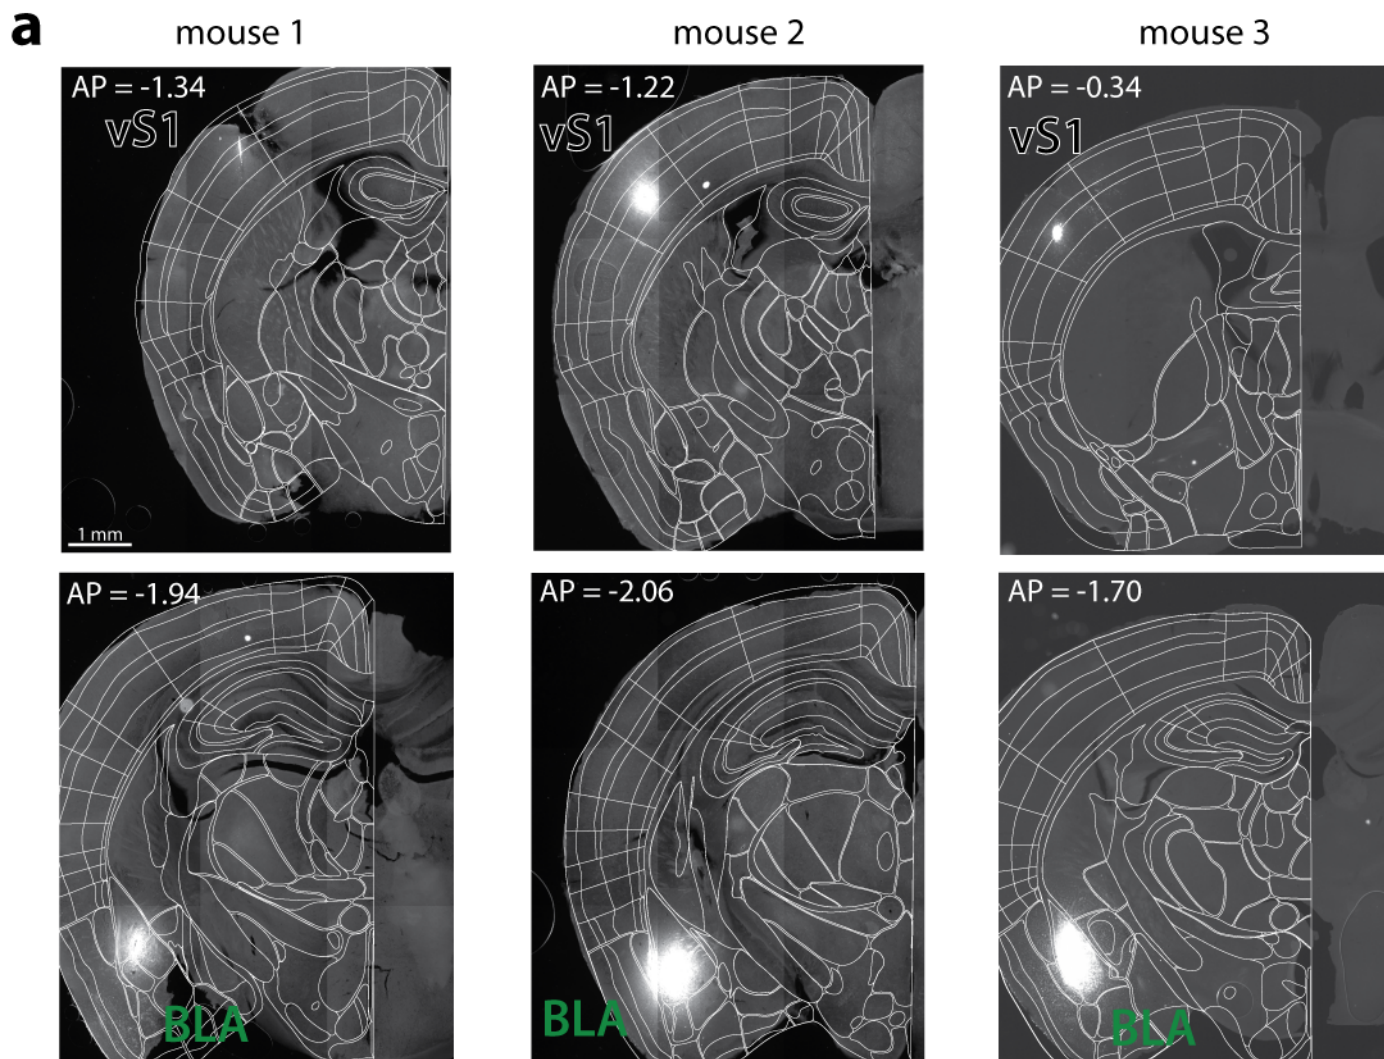 a
mouse 1
mouse 2
mouse 3
AP = -1.34
vS1
AP = -1.22
vS1
AP = -0.34
vS1
1 mm
AP = -1.94
AP = -2.06
AP = -1.70
BLA
BLA
BLA